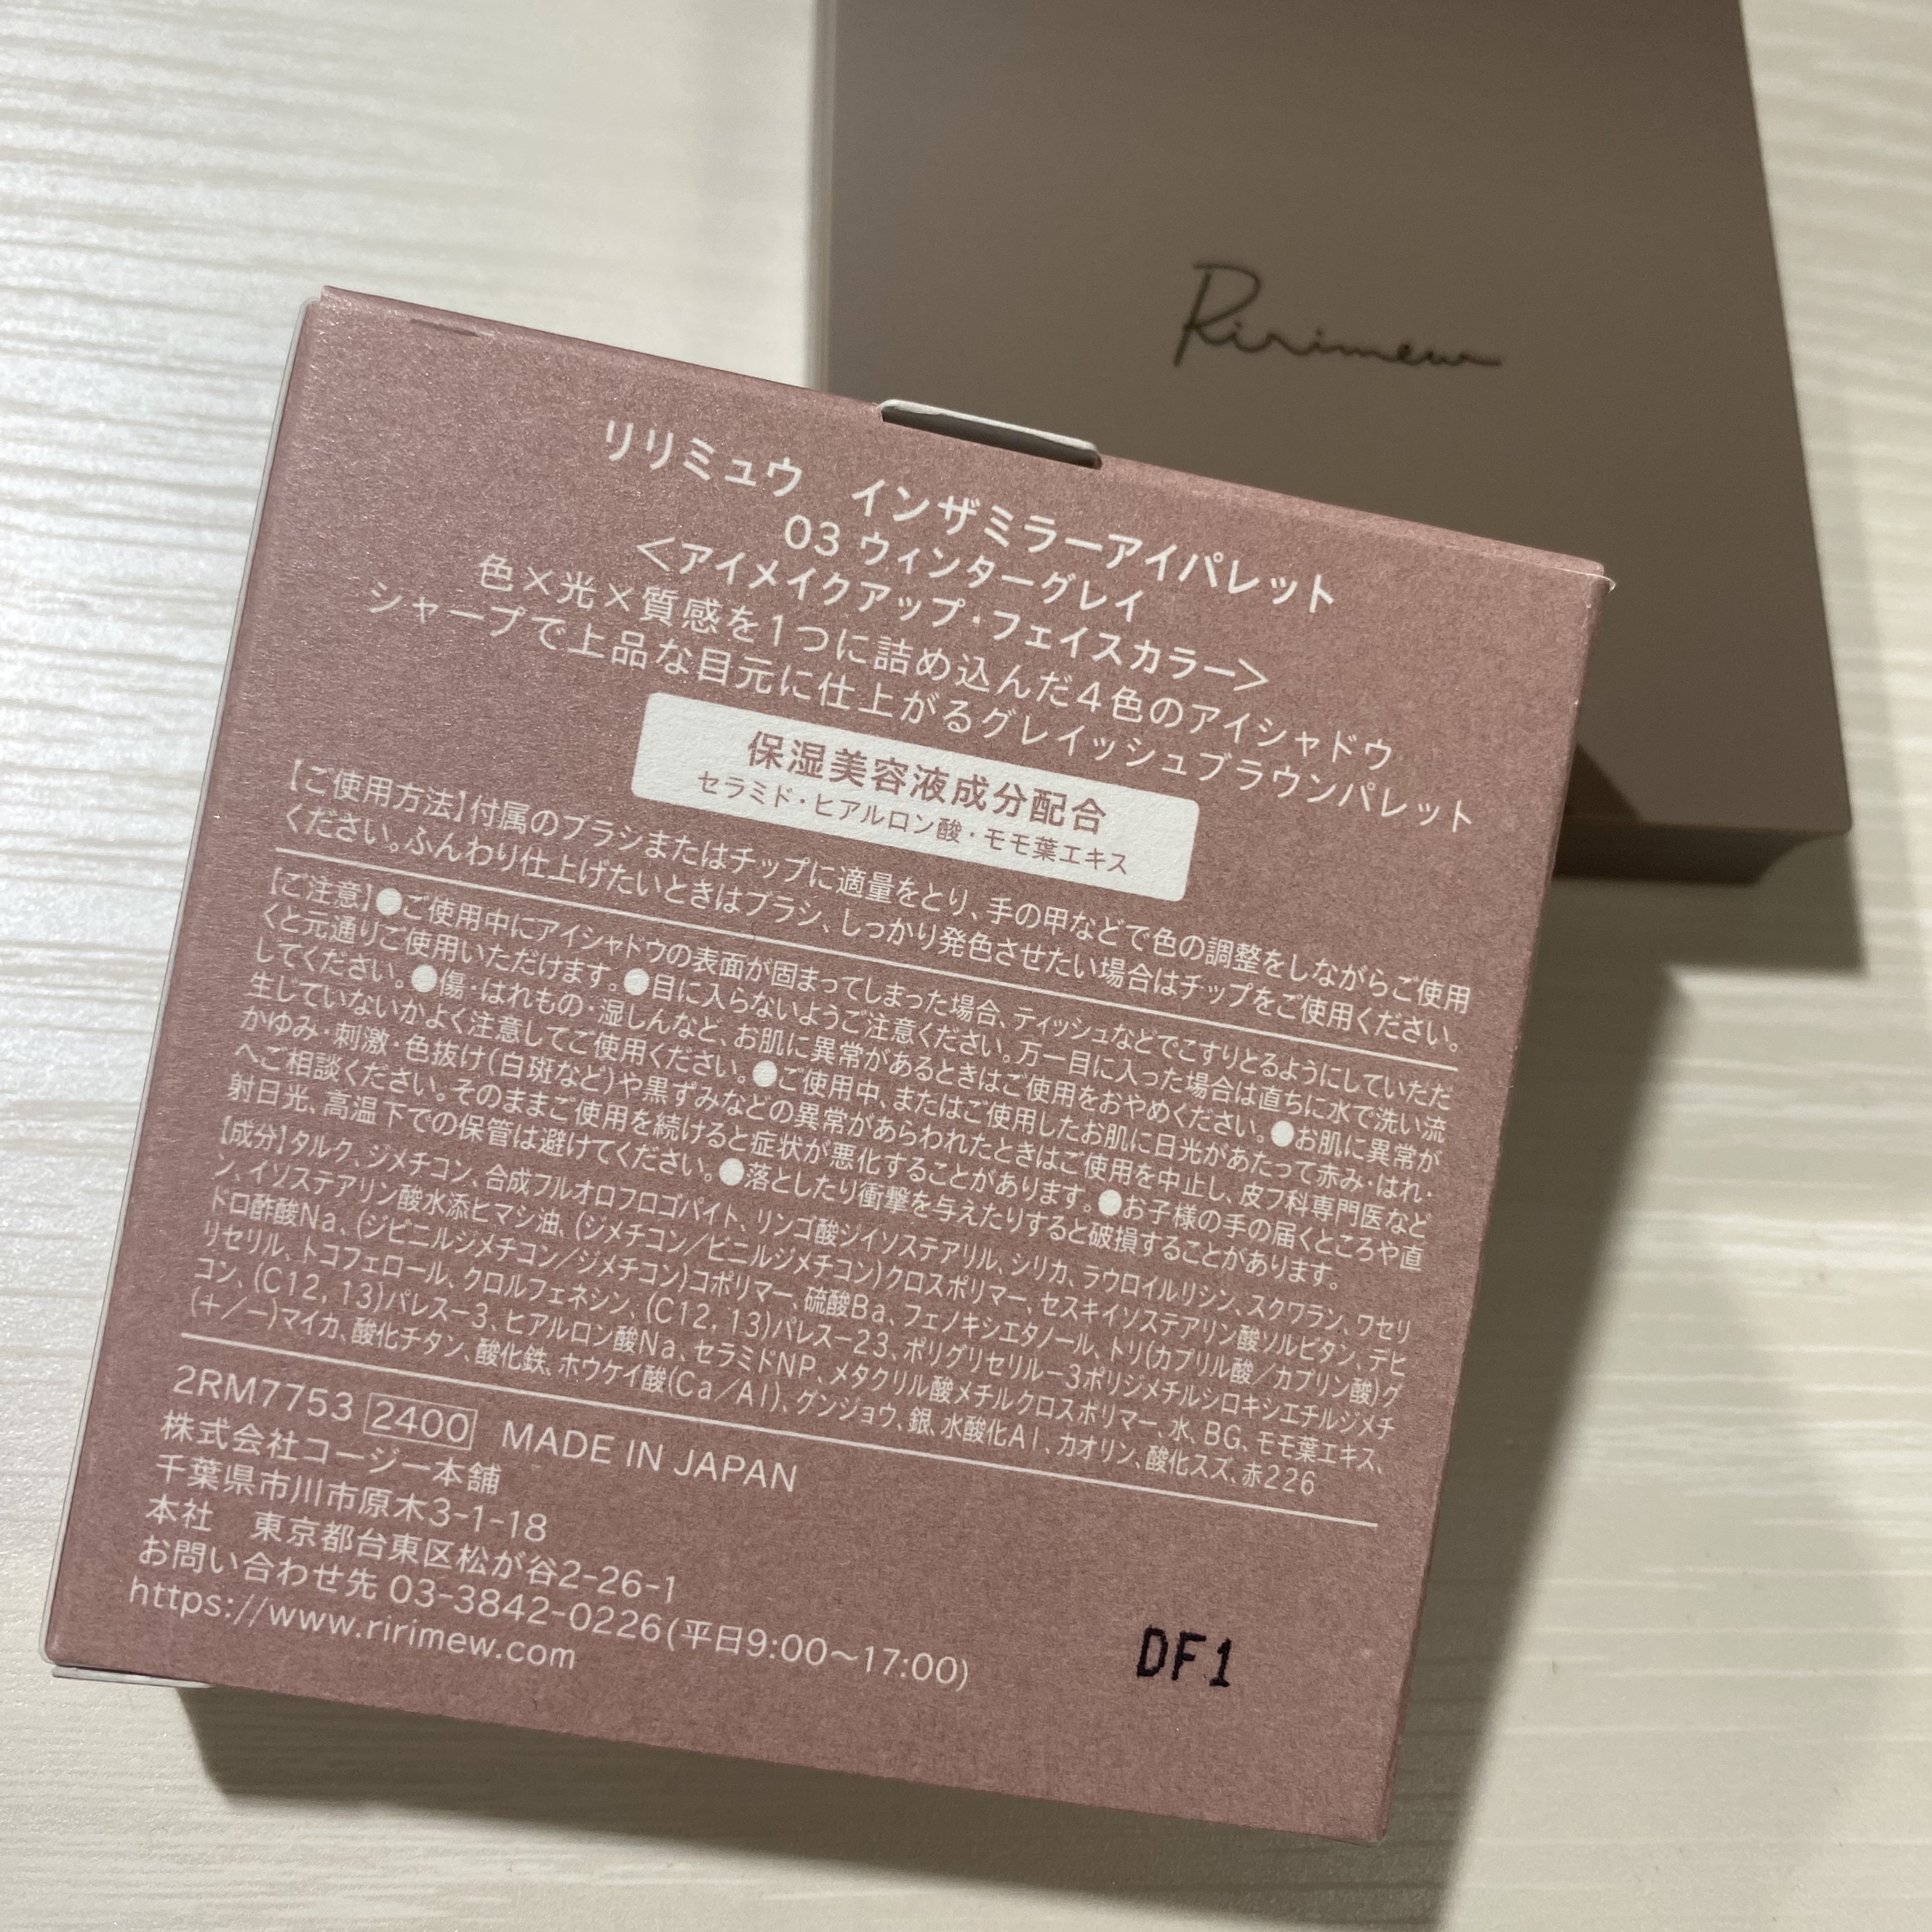 Ririmew
リリミュウ インザミラーアイパレット
03 ウィンターグレイ
<アイメイクアップ・フェイスカラー>
色×光×質感を1つに詰め込んだ4色のアイシャドウ
シャープで上品な目元に仕上がるグレイッシュブラウンパレット
保湿美容液成分配合
セラミド・ヒアルロン酸・モモ葉エキス
【ご使用方法】付属のブラシまたはチップに適量をとり、手の甲などで色の調整をしながらご使用
ください。ふんわり仕上げたいときはブラシ、しっかり発色させたい場合はチップをご使用ください。
【ご注意】●ご使用中にアイシャドウの表面が固まってしまった場合、ティッシュなどでこすりとるようにしていただ
くと元通りご使用いただけます。●目に入らないようご注意ください。万一目に入った場合は直ちに水で洗い流
してください。●傷・はれもの・湿しんなど、お肌に異常があるときはご使用をおやめください。●お肌に異常が
生じていないかよく注意してご使用ください。●ご使用中、またはご使用したお肌に日光があたって赤み・はれ・
かゆみ・刺激・色抜け(白斑など)や黒ずみなどの異常があらわれたときはご使用を中止し、皮フ科専門医など
へご相談ください。そのままご使用を続けると症状が悪化することがあります。●お子様の手の届くところや直
射日光、高温下での保管は避けてください。●落としたり衝撃を与えたりすると破損することがあります。
【成分】タルク、ジメチコン、合成フルオロフロゴパイト、リンゴ酸ジイソステアリル、シリカ、ラウロイルリシン、スクワラン、ワセリ
ン、イソステアリン酸水添ヒマシ油、(ジメチコン/ビニルジメチコン)クロスポリマー、セスキイソステアリン酸ソルビタン、デヒ
ドロ酢酸Na、(ジビニルジメチコン/ジメチコン)コポリマー、硫酸Ba、フェノキシエタノール、トリ(カプリル酸/カプリン酸)グ
リセリル、トコフェロール、クロルフェネシン、(C12,13)パレス-23、ポリグリセリル-3ポリジメチルシロキシエチルジメチ
コン、(C12,13)パレス-3、ヒアルロン酸Na、セラミドNP、メタクリル酸メチルクロスポリマー、水、BG、モモ葉エキス、
(+/-)マイカ、酸化チタン、酸化鉄、ホウケイ酸(Ca/Al)、グンジョウ、銀、水酸化Al、カオリン、酸化スズ、赤226
2RM7753 2400 MADE IN JAPAN
株式会社コージー本舗
千葉県市川市原木3-1-18
本社 東京都台東区松が谷2-26-1
お問い合わせ先 03-3842-0226(平日9:00～17:00)
https://www.ririmew.com
DF1